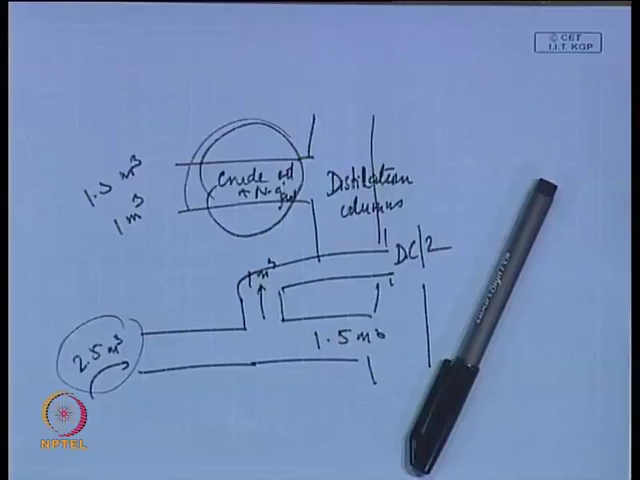 © CET
I.I.T. KGP
1.5 m³
1 m³
Crude oil
+ N. gas
Distillation
columns
DC/2
1 m³
2.5 m³
1.5 m³
NPTEL